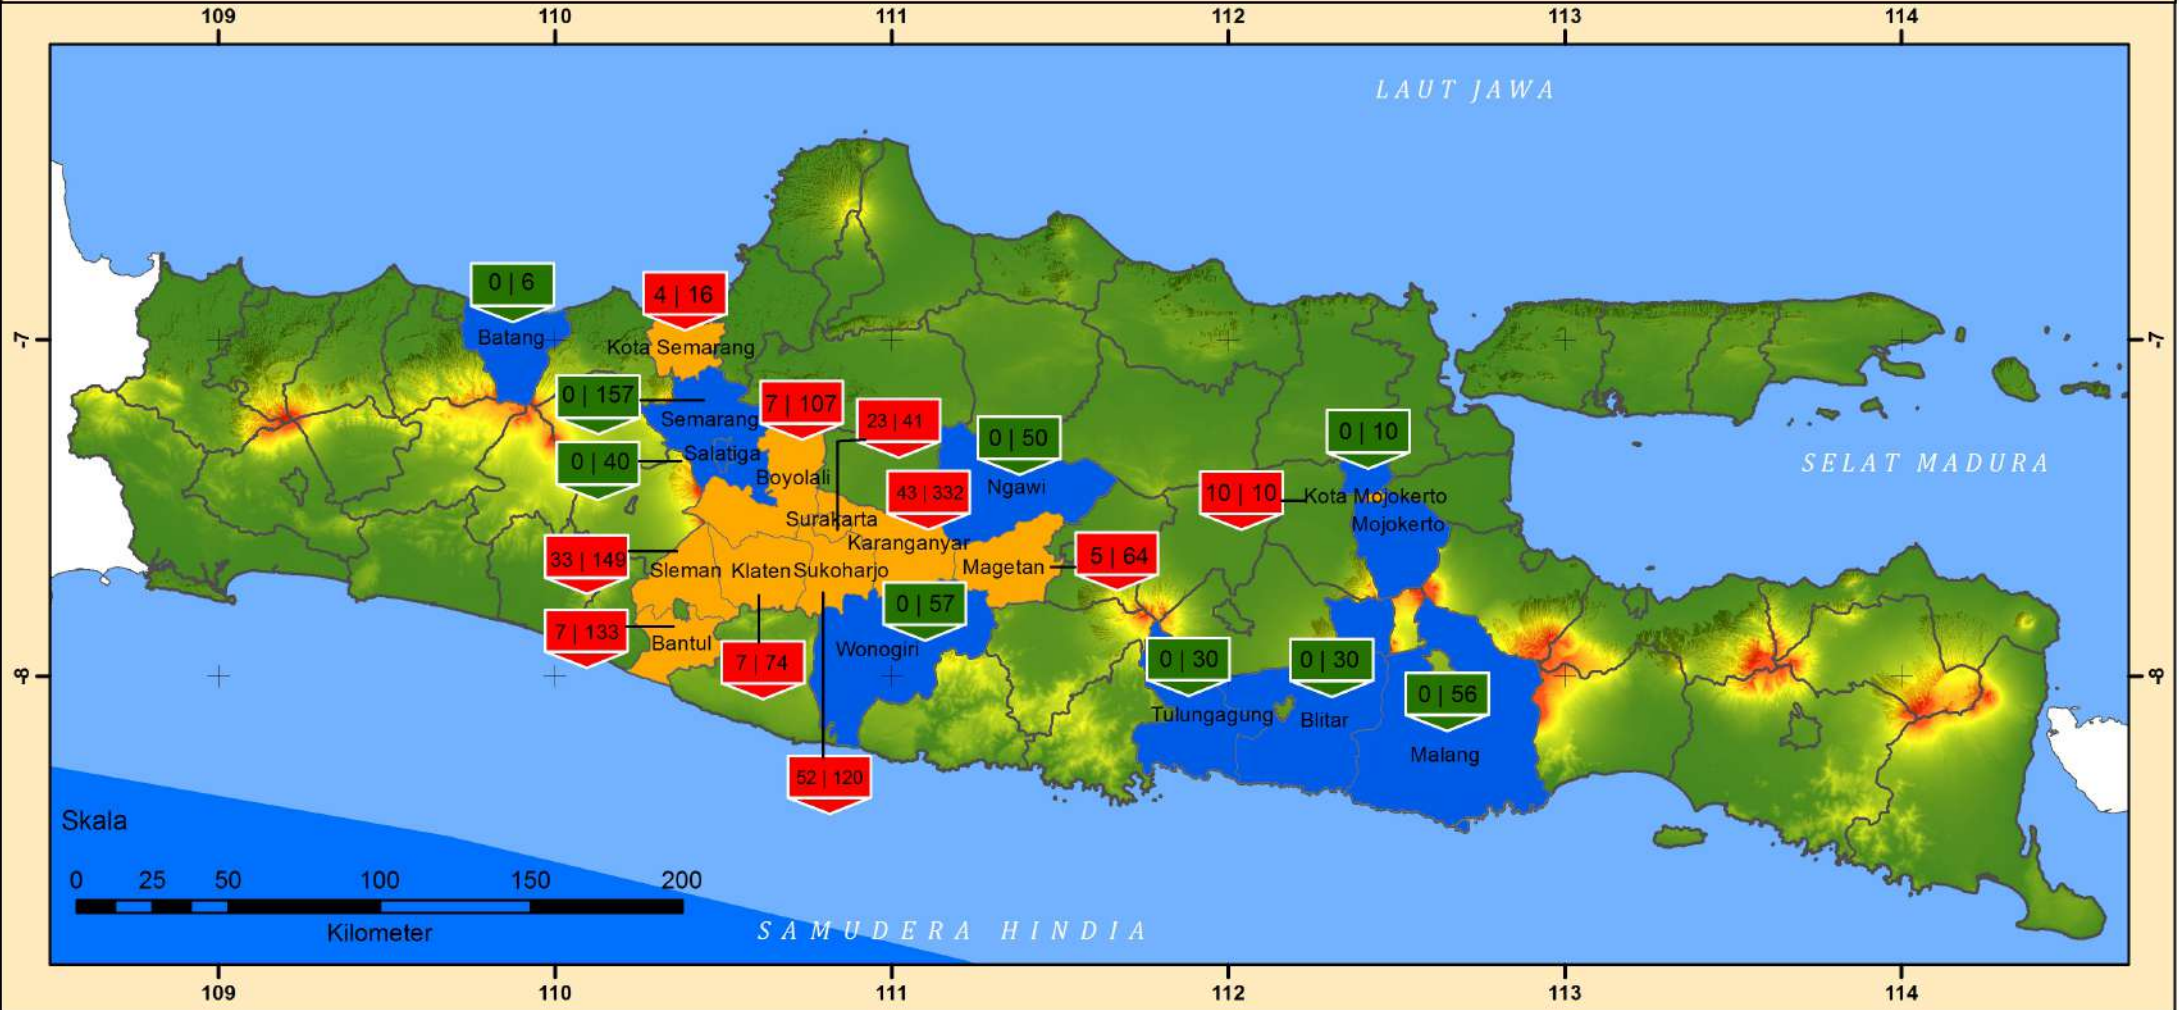 109 110 111 112 113 114
LAUT JAWA
0 | 6
4 | 16
-7
Batang
Kota Semarang
-7
0 | 157
7 | 107
23 | 41
Semarang
0 | 50
0 | 10
Salatiga
0 | 40
SELAT MADURA
Boyolali
Ngawi
43 | 332
10 | 10
Kota Mojokerto
Surakarta
Mojokerto
Karanganyar
33 | 149
Sleman
Klaten
Sukoharjo
Magetan
5 | 64
0 | 57
7 | 133
Bantul
Wonogiri
7 | 74
0 | 30
0 | 30
-8
-8
0 | 56
Tulungagung
Blitar
Malang
52 | 120
Skala
0 25 50 100 150 200
Kilometer
SAMUDERA HINDIA
109 110 111 112 113 114